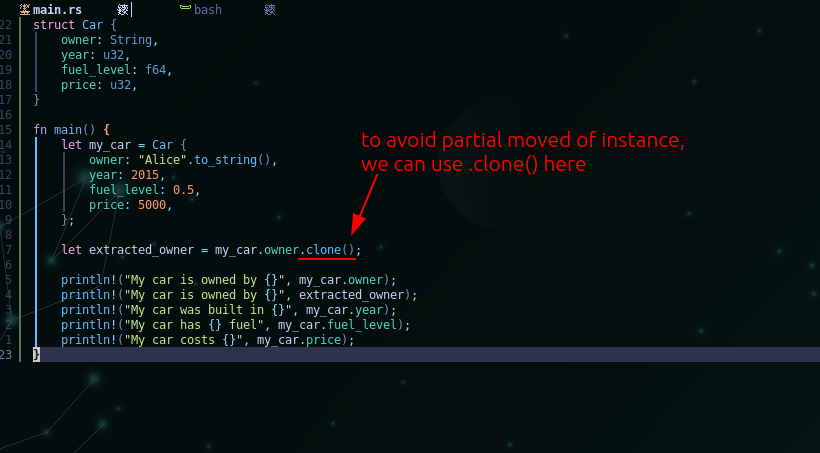 main.rs bash
22 struct Car {
21 owner: String,
20 year: u32,
19 fuel_level: f64,
18 price: u32,
17 }
16
15 fn main() {
14 let my_car = Car {
13 owner: "Alice".to_string(),
12 year: 2015,
11 fuel_level: 0.5,
10 price: 5000,
9 };
8
7 let extracted_owner = my_car.owner.clone();
6
5 println!("My car is owned by {}", my_car.owner);
4 println!("My car is owned by {}", extracted_owner);
3 println!("My car was built in {}", my_car.year);
2 println!("My car has {} fuel", my_car.fuel_level);
1 println!("My car costs {}", my_car.price);
23 }
to avoid partial moved of instance,
we can use .clone() here